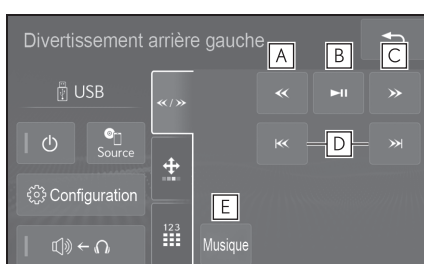 Divertissement arrière gauche
A B C
USB
Source
D
Configuration
123
E
Musique